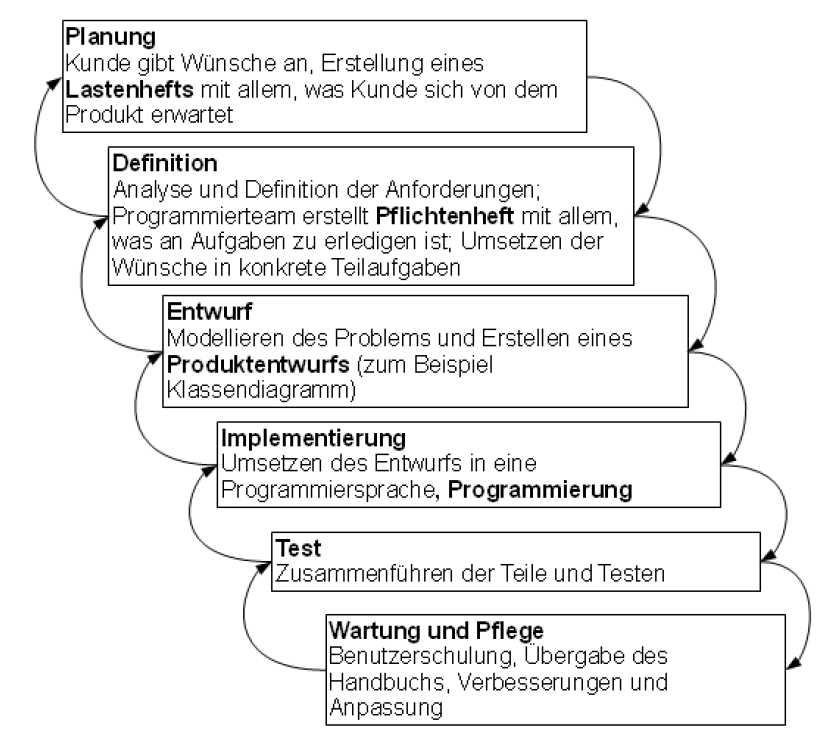 Planung
Kunde gibt Wünsche an, Erstellung eines
Lastenhefts mit allem, was Kunde sich von dem
Produkt erwartet
Definition
Analyse und Definition der Anforderungen;
Programmierteam erstellt Pflichtenheft mit allem,
was an Aufgaben zu erledigen ist; Umsetzen der
Wünsche in konkrete Teilaufgaben
Entwurf
Modellieren des Problems und Erstellen eines
Produktentwurfs (zum Beispiel
Klassendiagramm)
Implementierung
Umsetzen des Entwurfs in eine
Programmiersprache, Programmierung
Test
Zusammenführen der Teile und Testen
Wartung und Pflege
Benutzerschulung, Übergabe des
Handbuchs, Verbesserungen und
Anpassung